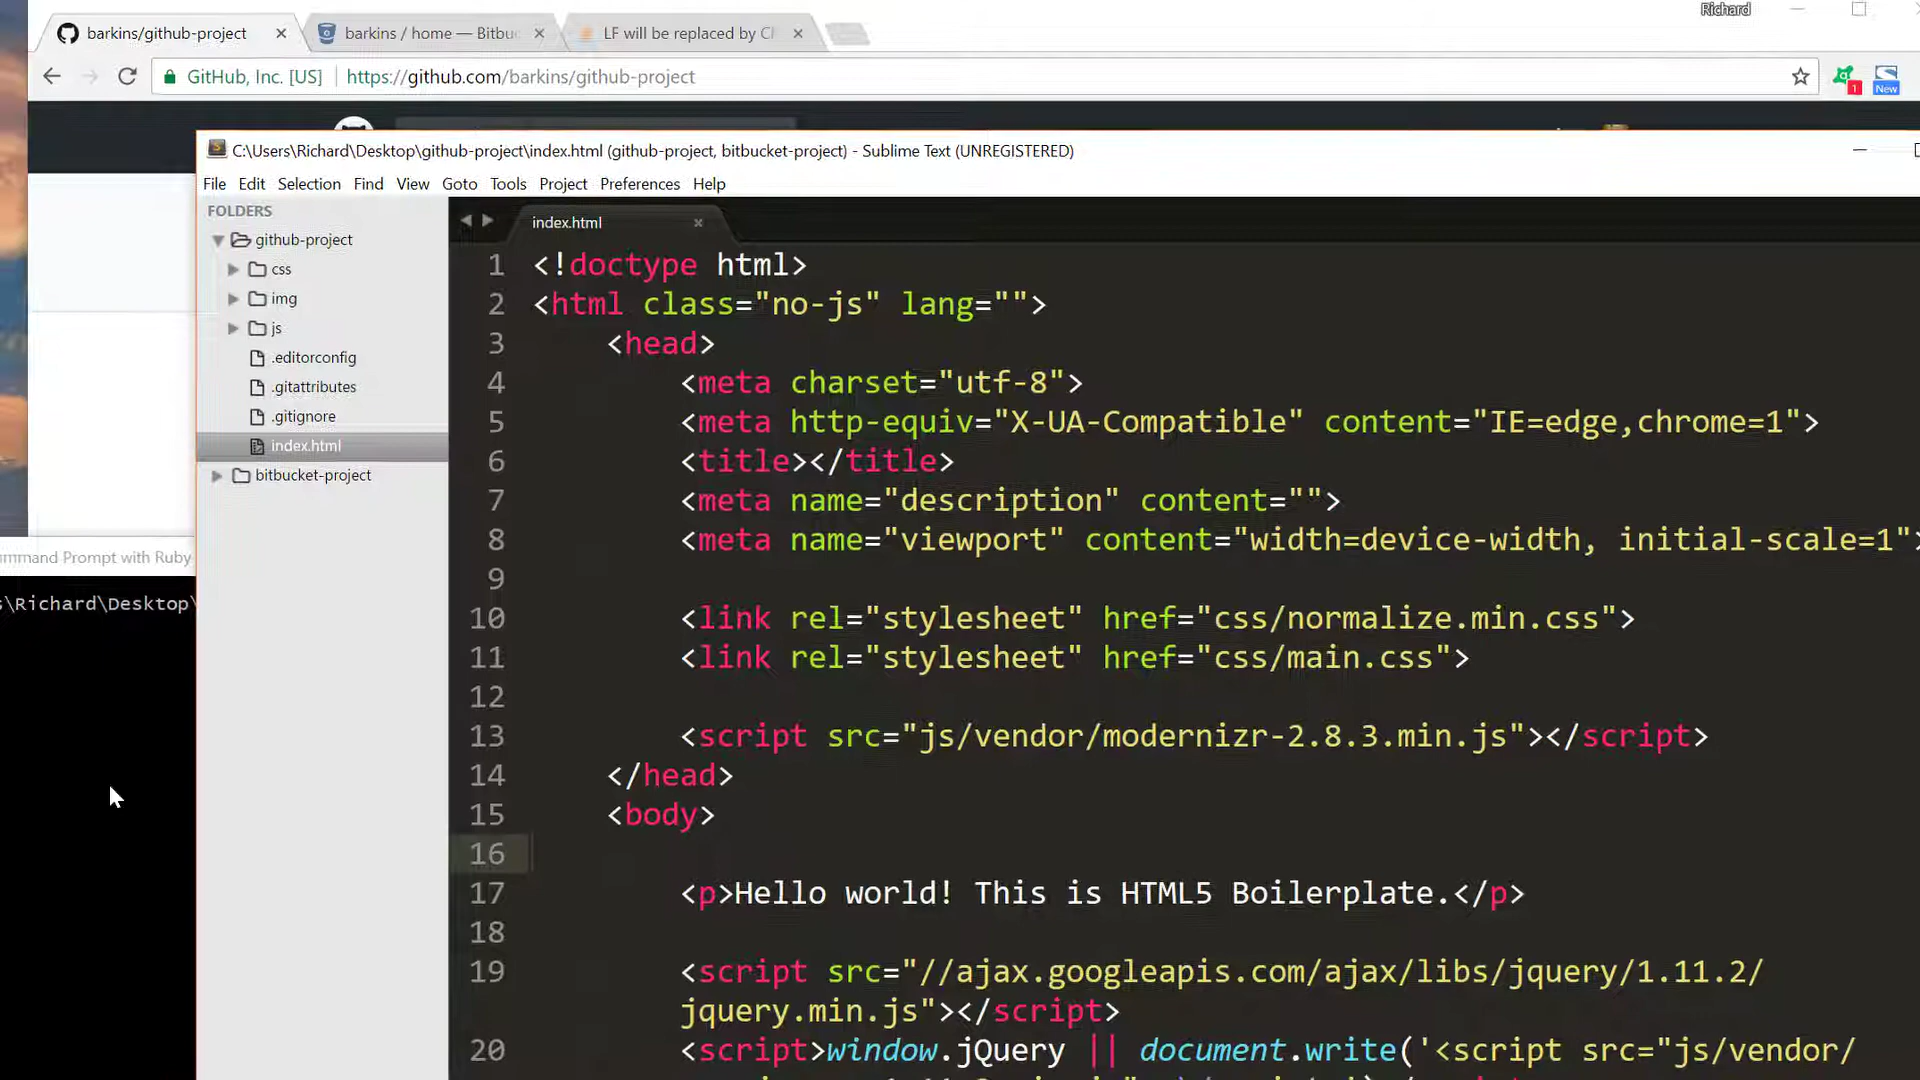 Richard
barkins/github-project
barkins / home — Bitbu
LF will be replaced by C
GitHub, Inc. [US]
https://github.com/barkins/github-project
1
New
C:\Users\Richard\Desktop\github-project\index.html (github-project, bitbucket-project) - Sublime Text (UNREGISTERED)
File Edit Selection Find View Goto Tools Project Preferences Help
FOLDERS
github-project
css
img
js
.editorconfig
.gitattributes
.gitignore
index.html
bitbucket-project
mmand Prompt with Ruby
s\Richard\Desktop\
index.html
1 <!doctype html>
2 <html class="no-js" lang="">
3 <head>
4 <meta charset="utf-8">
5 <meta http-equiv="X-UA-Compatible" content="IE=edge,chrome=1">
6 <title></title>
7 <meta name="description" content="">
8 <meta name="viewport" content="width=device-width, initial-scale=1">
9
10 <link rel="stylesheet" href="css/normalize.min.css">
11 <link rel="stylesheet" href="css/main.css">
12
13 <script src="js/vendor/modernizr-2.8.3.min.js"></script>
14 </head>
15 <body>
16
17 <p>Hello world! This is HTML5 Boilerplate.</p>
18
19 <script src="//ajax.googleapis.com/ajax/libs/jquery/1.11.2/
jquery.min.js"></script>
20 <script>window.jQuery || document.write('<script src="js/vendor/